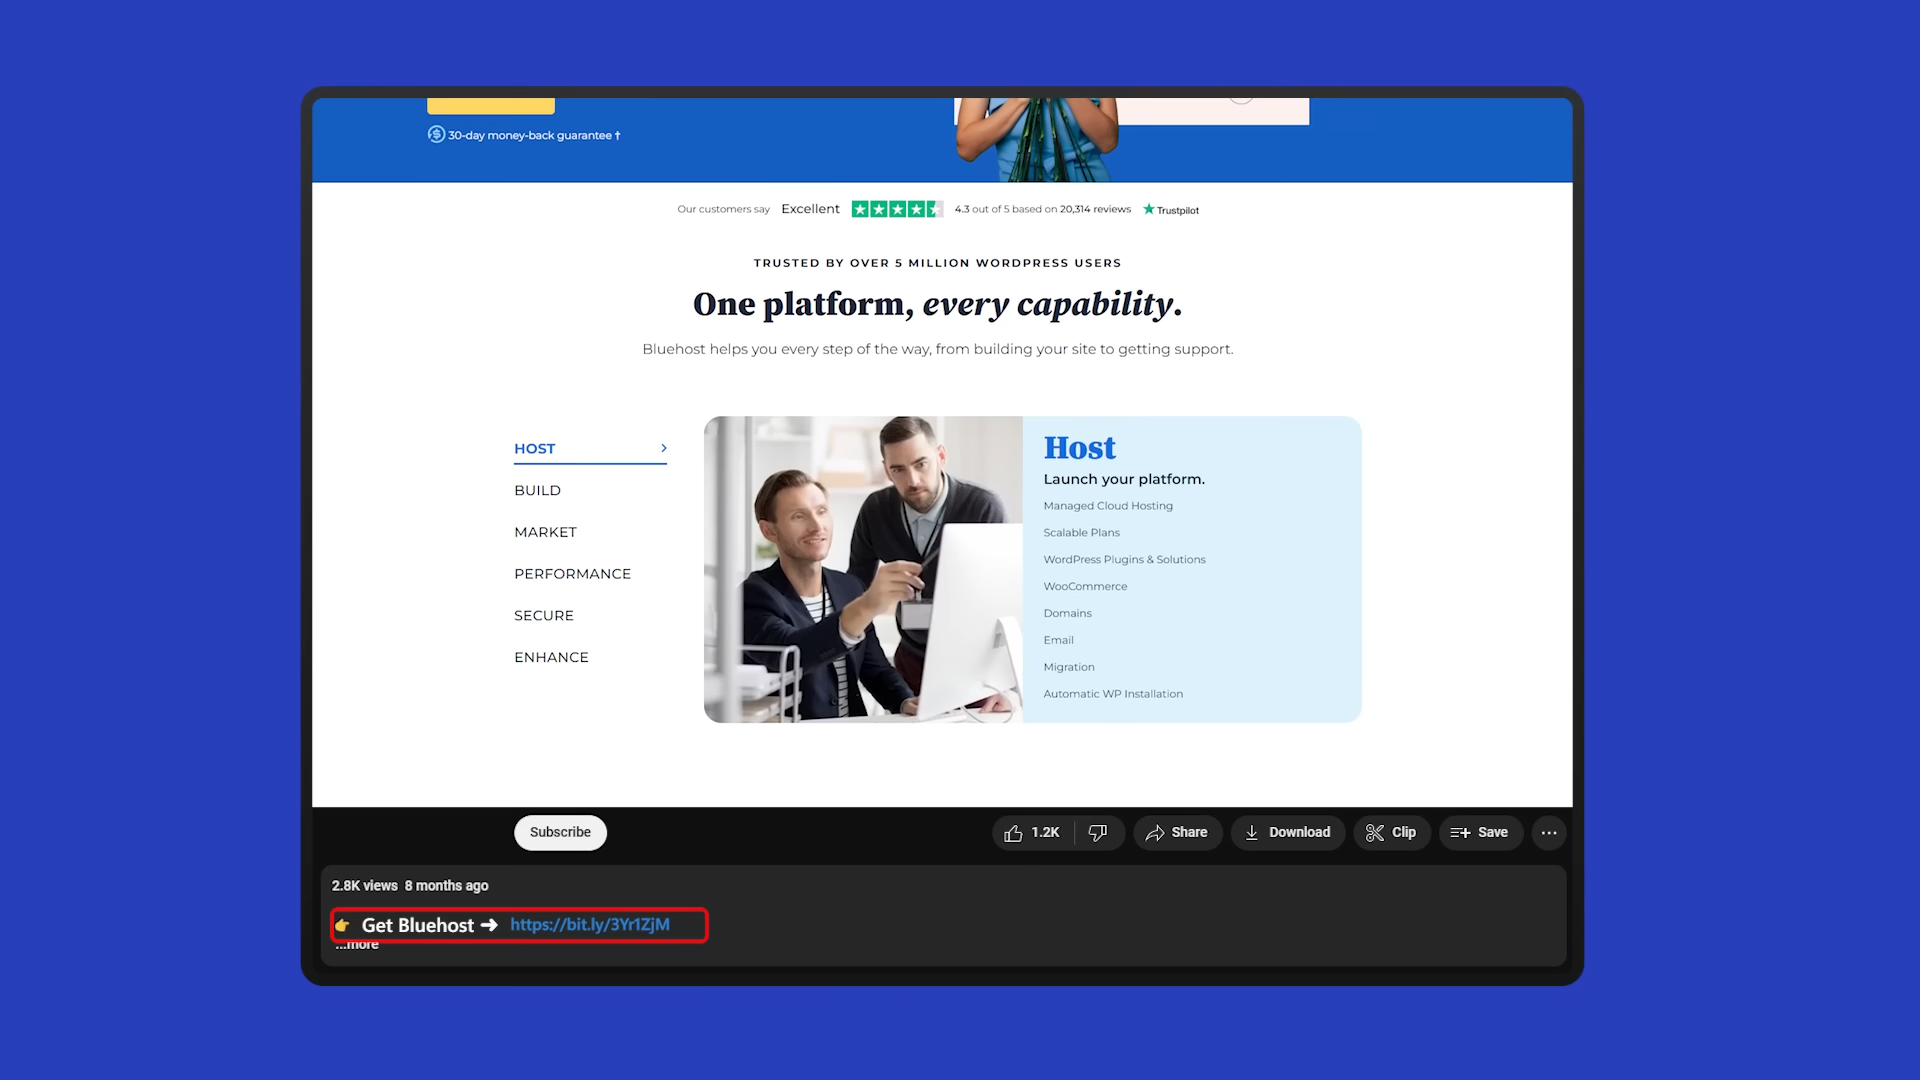 30-day money-back guarantee †
Our customers say Excellent 4.3 out of 5 based on 20,314 reviews Trustpilot
TRUSTED BY OVER 5 MILLION WORDPRESS USERS
One platform, every capability.
Bluehost helps you every step of the way, from building your site to getting support.
HOST
BUILD
MARKET
PERFORMANCE
SECURE
ENHANCE
Host
Launch your platform.
Managed Cloud Hosting
Scalable Plans
WordPress Plugins & Solutions
WooCommerce
Domains
Email
Migration
Automatic WP Installation
Subscribe 1.2K Share Download Clip Save
2.8K views 8 months ago
👉 Get Bluehost ➜ https://bit.ly/3Yr1ZjM
...more